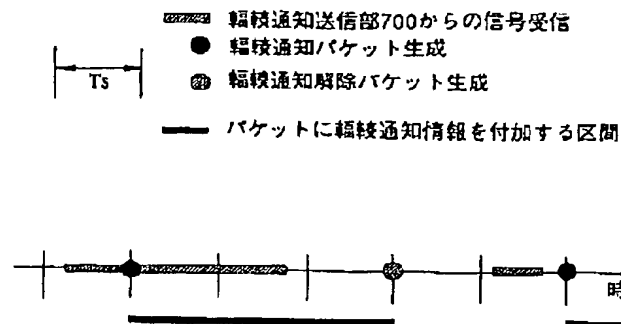 輻輳通知送信部700からの信号受信
輻輳通知パケット生成
Ts
輻輳通知解除パケット生成
パケットに輻輳通知情報を付加する区間
時